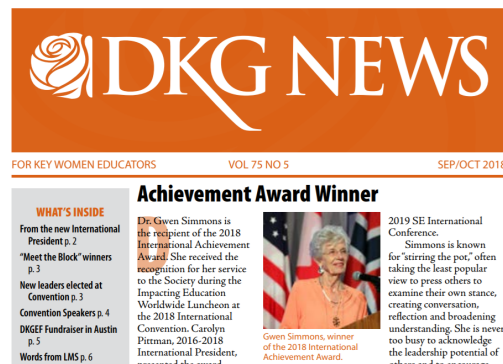 DKG NEWS
FOR KEY WOMEN EDUCATORS
VOL 75 NO 5
SEP/OCT 2018
WHAT'S INSIDE
From the new International
President p. 2
"Meet the Block" winners
p. 3
New leaders elected at
Convention p. 3
Convention Speakers p. 4
DKGEF Fundraiser in Austin
p. 5
Words from LMS p. 6
Achievement Award Winner
Dr. Gwen Simmons is
the recipient of the 2018
International Achievement
Award. She received the
recognition for her service
to the Society during the
Impacting Education
Worldwide Luncheon at
the 2018 International
Convention. Carolyn
Pittman, 2016-2018
International President,
presented the award
Gwen Simmons, winner
of the 2018 International
Achievement Award.
2019 SE International
Conference.
Simmons is known
for "stirring the pot," often
taking the least popular
view to press others to
examine their own stance,
creating conversation,
reflection and broadening
understanding. She is never
too busy to acknowledge
the leadership potential